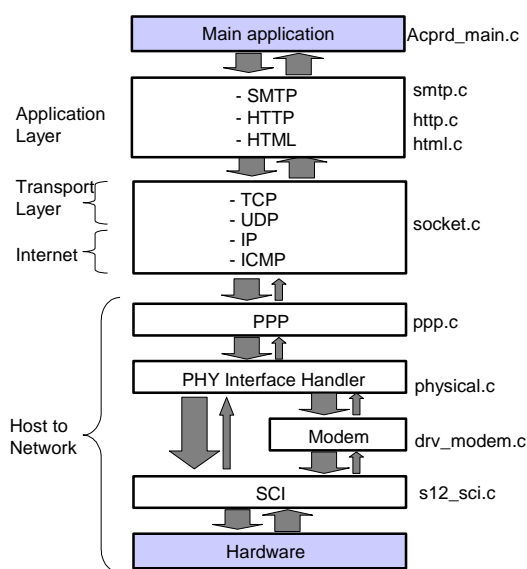 Main application
Acprd_main.c
Application
Layer
- SMTP
- HTTP
- HTML
smtp.c
http.c
html.c
Transport
Layer
Internet
- TCP
- UDP
- IP
- ICMP
socket.c
PPP
ppp.c
PHY Interface Handler
physical.c
Host to
Network
Modem
drv_modem.c
SCI
s12_sci.c
Hardware